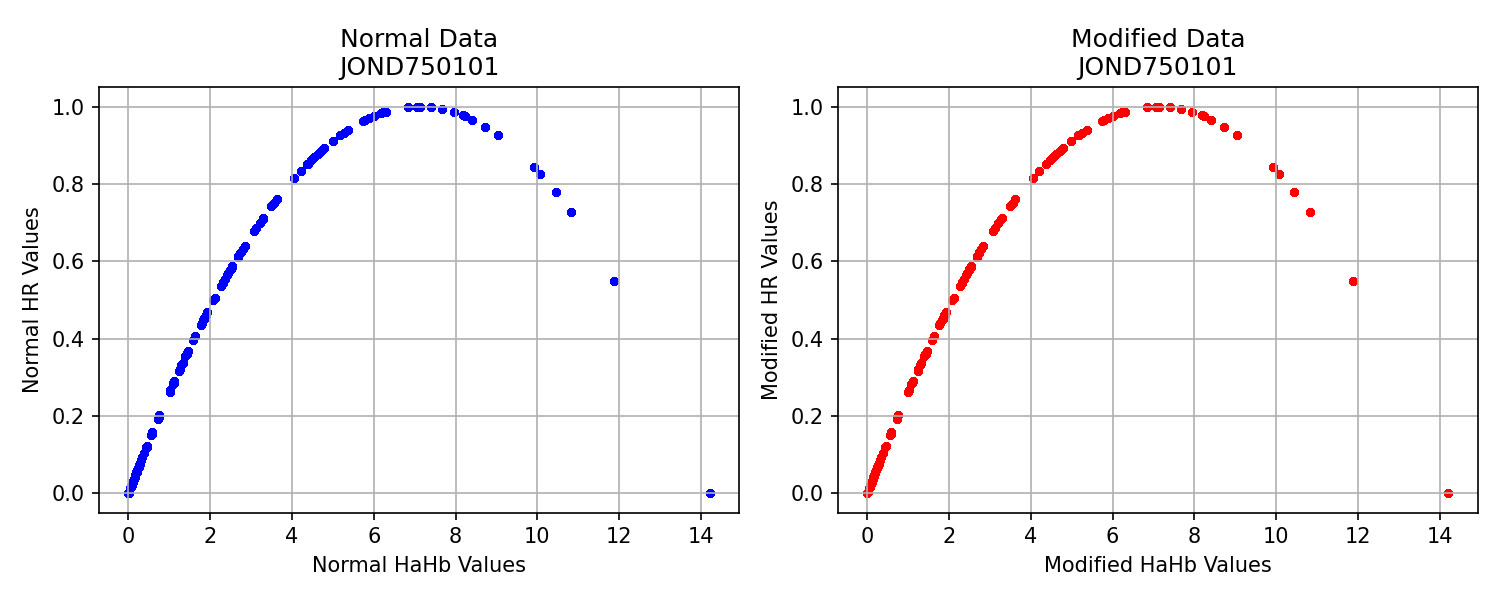 Normal Data
JOND750101
Normal HR Values
1.0
0.8
0.6
0.4
0.2
0.0
0 2 4 6 8 10 12 14
Normal HaHb Values
Modified Data
JOND750101
Modified HR Values
1.0
0.8
0.6
0.4
0.2
0.0
0 2 4 6 8 10 12 14
Modified HaHb Values